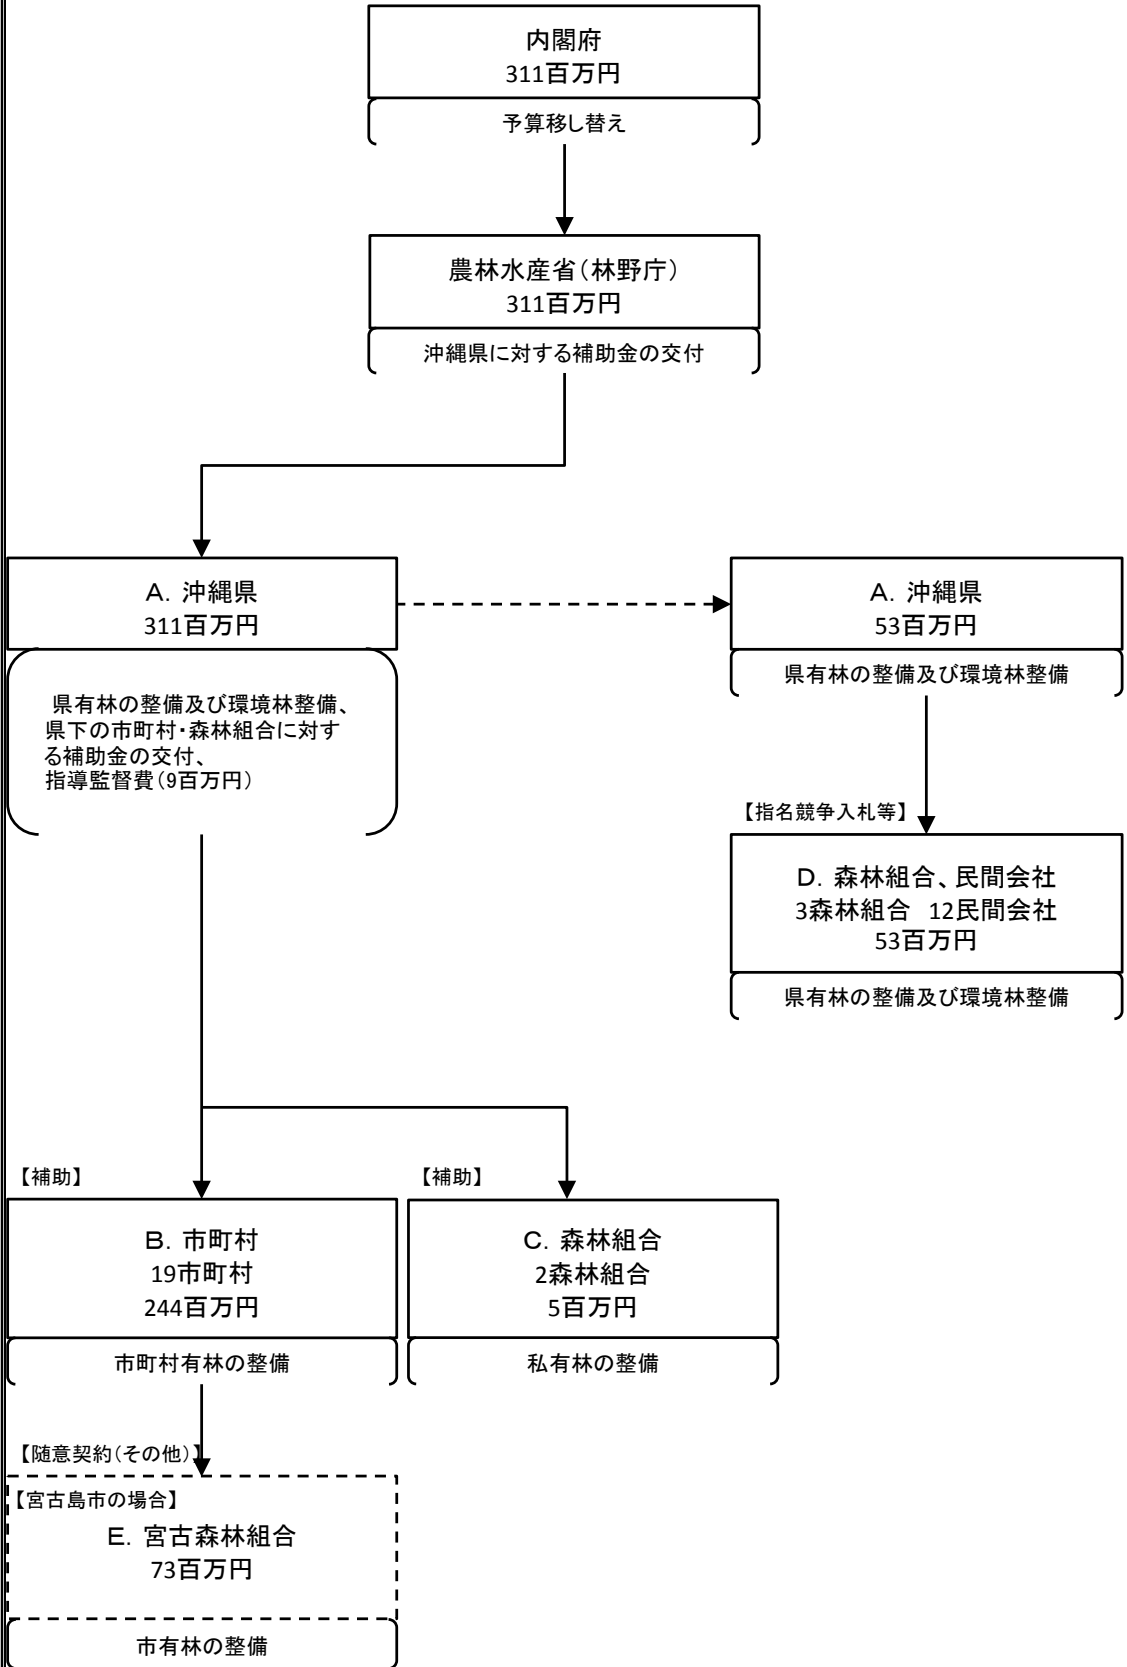 内閣府
311百万円
予算移し替え
農林水産省（林野庁）
311百万円
沖縄県に対する補助金の交付
A．沖縄県
311百万円
県有林の整備及び環境林整備、
県下の市町村・森林組合に対す
る補助金の交付、
指導監督費（9百万円）
A．沖縄県
53百万円
県有林の整備及び環境林整備
【指名競争入札等】
D．森林組合、民間会社
3森林組合　12民間会社
53百万円
県有林の整備及び環境林整備
【補助】
B．市町村
19市町村
244百万円
市町村有林の整備
【補助】
C．森林組合
2森林組合
5百万円
私有林の整備
【随意契約（その他）】
【宮古島市の場合】
E．宮古森林組合
73百万円
市有林の整備